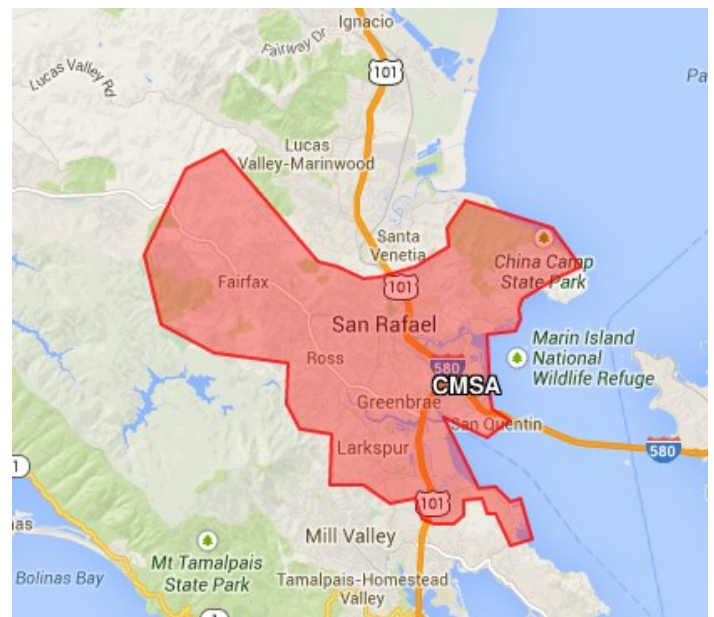 Ignacio
Fairway Dr
Lucas Valley Rd
101
Pa
Lucas
Valley-Marinwood
Santa
Venetia
China Camp
State Park
Fairfax
101
San Rafael
Marin Island
National
Wildlife Refuge
Ross
580
CMSA
Greenbrae
San Quentin
Larkspur
580
1
101
as
Mill Valley
Mt Tamalpais
State Park
Bolinas Bay
Tamalpais-Homestead
Valley
1